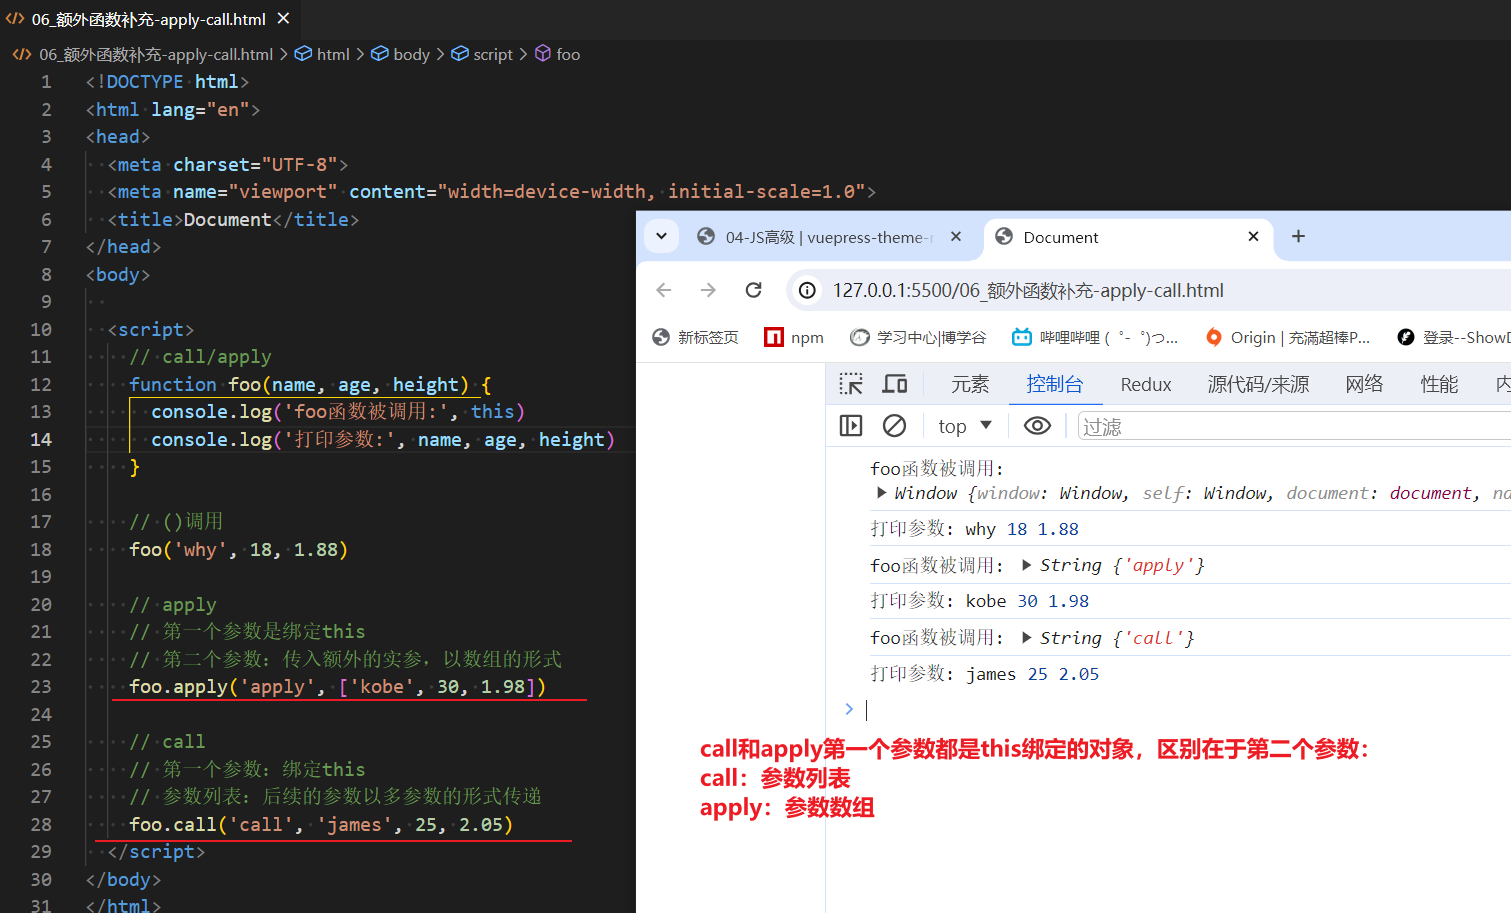 06_额外函数补充-apply-call.html
06_额外函数补充-apply-call.html > html > body > script > foo
1 <!DOCTYPE html>
2 <html lang="en">
3 <head>
4 <meta charset="UTF-8">
5 <meta name="viewport" content="width=device-width, initial-scale=1.0">
6 <title>Document</title>
7 </head>
8 <body>
9
10 <script>
11 // call/apply
12 function foo(name, age, height) {
13 console.log('foo函数被调用:', this)
14 console.log('打印参数:', name, age, height)
15 }
16
17 // ()调用
18 foo('why', 18, 1.88)
19
20 // apply
21 // 第一个参数是绑定this
22 // 第二个参数: 传入额外的实参, 以数组的形式
23 foo.apply('apply', ['kobe', 30, 1.98])
24
25 // call
26 // 第一个参数: 绑定this
27 // 参数列表: 后续的参数以多参数的形式传递
28 foo.call('call', 'james', 25, 2.05)
29 </script>
30 </body>
31 </html>
04-JS高级 | vuepress-theme-
Document
127.0.0.1:5500/06_额外函数补充-apply-call.html
新标签页 npm 学习中心|博学谷 哔哩哔哩 (゜-゜)つ... Origin | 充滿超棒P... 登录--ShowD
元素 控制台 Redux 源代码/来源 网络 性能 内
top 过滤
foo函数被调用:
Window {window: Window, self: Window, document: document, na
打印参数: why 18 1.88
foo函数被调用: String {'apply'}
打印参数: kobe 30 1.98
foo函数被调用: String {'call'}
打印参数: james 25 2.05
call和apply第一个参数都是this绑定的对象，区别在于第二个参数：
call：参数列表
apply：参数数组